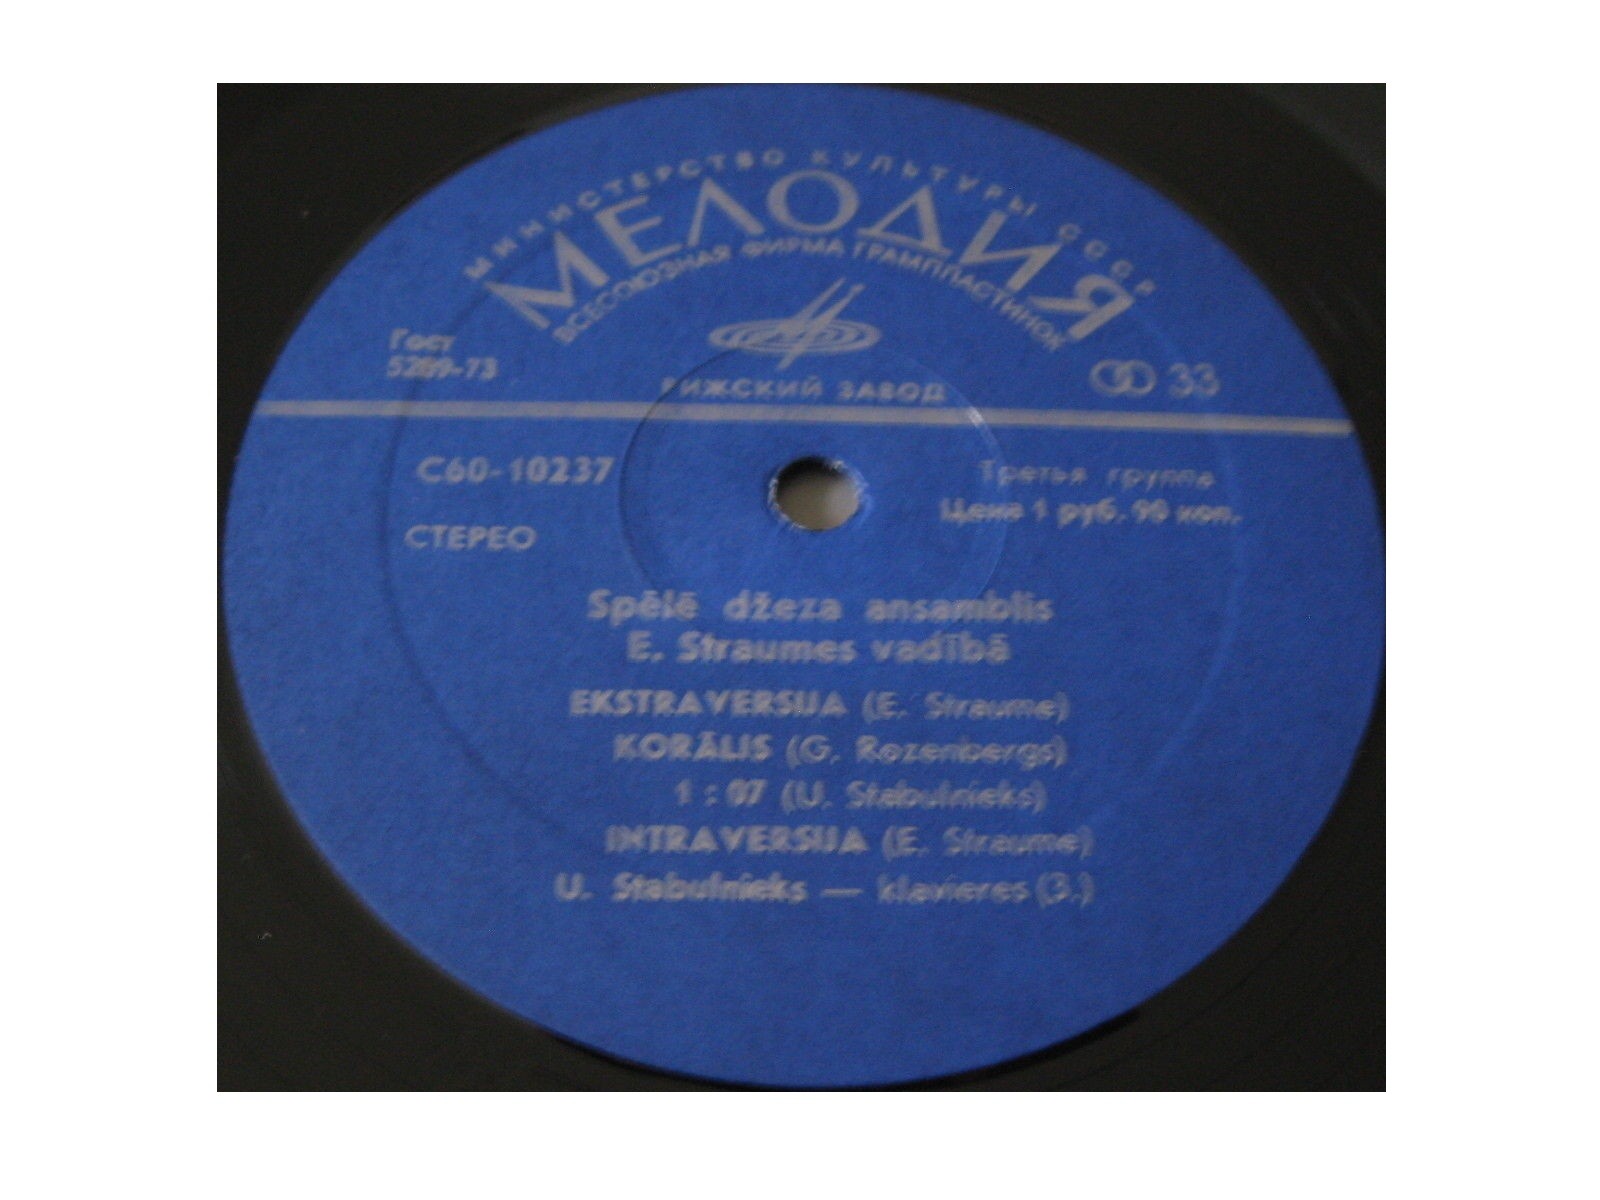 МИНИСТЕРСТВО КУЛЬТУРЫ СССР
МЕЛОДИЯ
ВСЕСОЮЗНАЯ ФИРМА ГРАМПЛАСТИНОК
Гост
5289-73
33
РИЖСКИЙ ЗАВОД
С60-10237
Третья группа
Цена 1 руб. 90 коп.
СТЕРЕО
Spēlē džeza ansamblis
E. Straumes vadībā
EKSTRAVERSIJA (E. Straume)
KORĀLIS (G. Rozenbergs)
1 : 07 (U. Stabulnieks)
INTRAVERSIJA (E. Straume)
U. Stabulnieks — klavieres (3.)